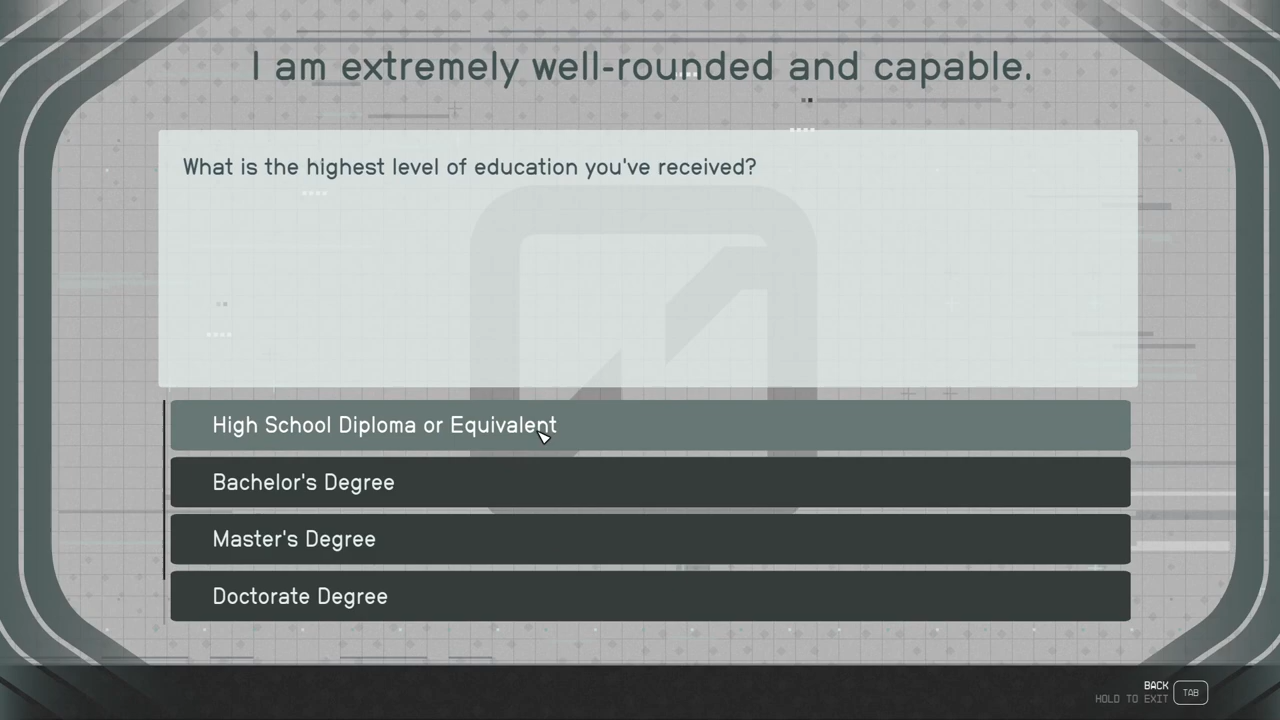 I am extremely well-rounded and capable.
What is the highest level of education you've received?
High School Diploma or Equivalent
Bachelor's Degree
Master's Degree
Doctorate Degree
BACK
HOLD TO EXIT TAB